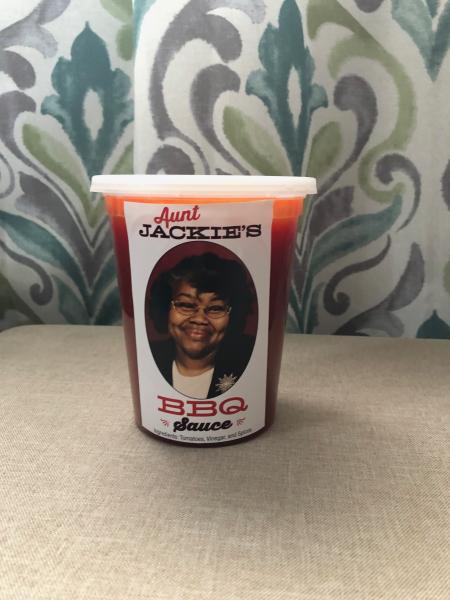 Aunt
JACKIE'S
BBQ
Sauce
Ingredients: Tomatoes, Vinegar, and Spices